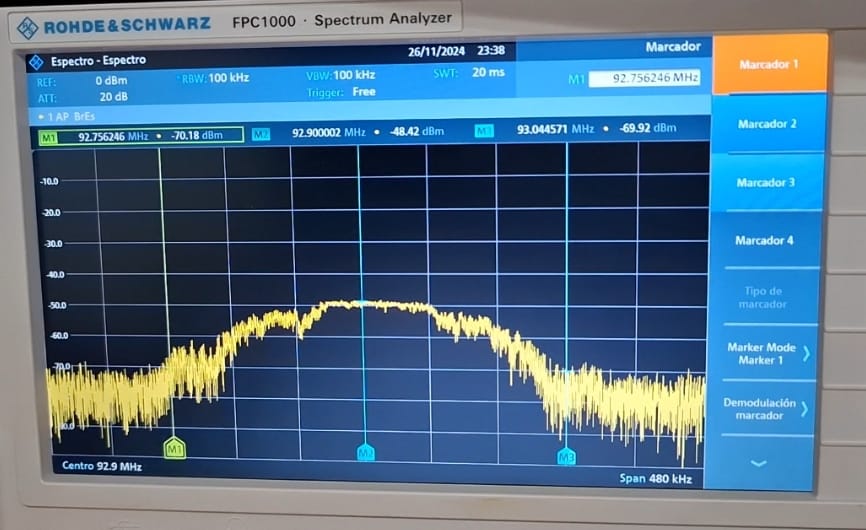 ROHDE & SCHWARZ FPC1000 · Spectrum Analyzer
Espectro - Espectro 26/11/2024 23:38 Marcador
REF: 0 dBm RBW: 100 kHz VBW: 100 kHz SWT: 20 ms M1 92.756246 MHz
ATT: 20 dB Trigger: Free
1 AP BrEs
M1 92.756246 MHz • -70.18 dBm M2 92.900002 MHz • -48.42 dBm M3 93.044571 MHz • -69.92 dBm
-10.0
-20.0
-30.0
-40.0
-50.0
-60.0
-70.0
M1 M2 M3
Centro 92.9 MHz Span 480 kHz
Marcador 1
Marcador 2
Marcador 3
Marcador 4
Tipo de
marcador
Marker Mode
Marker 1
Demodulación
marcador